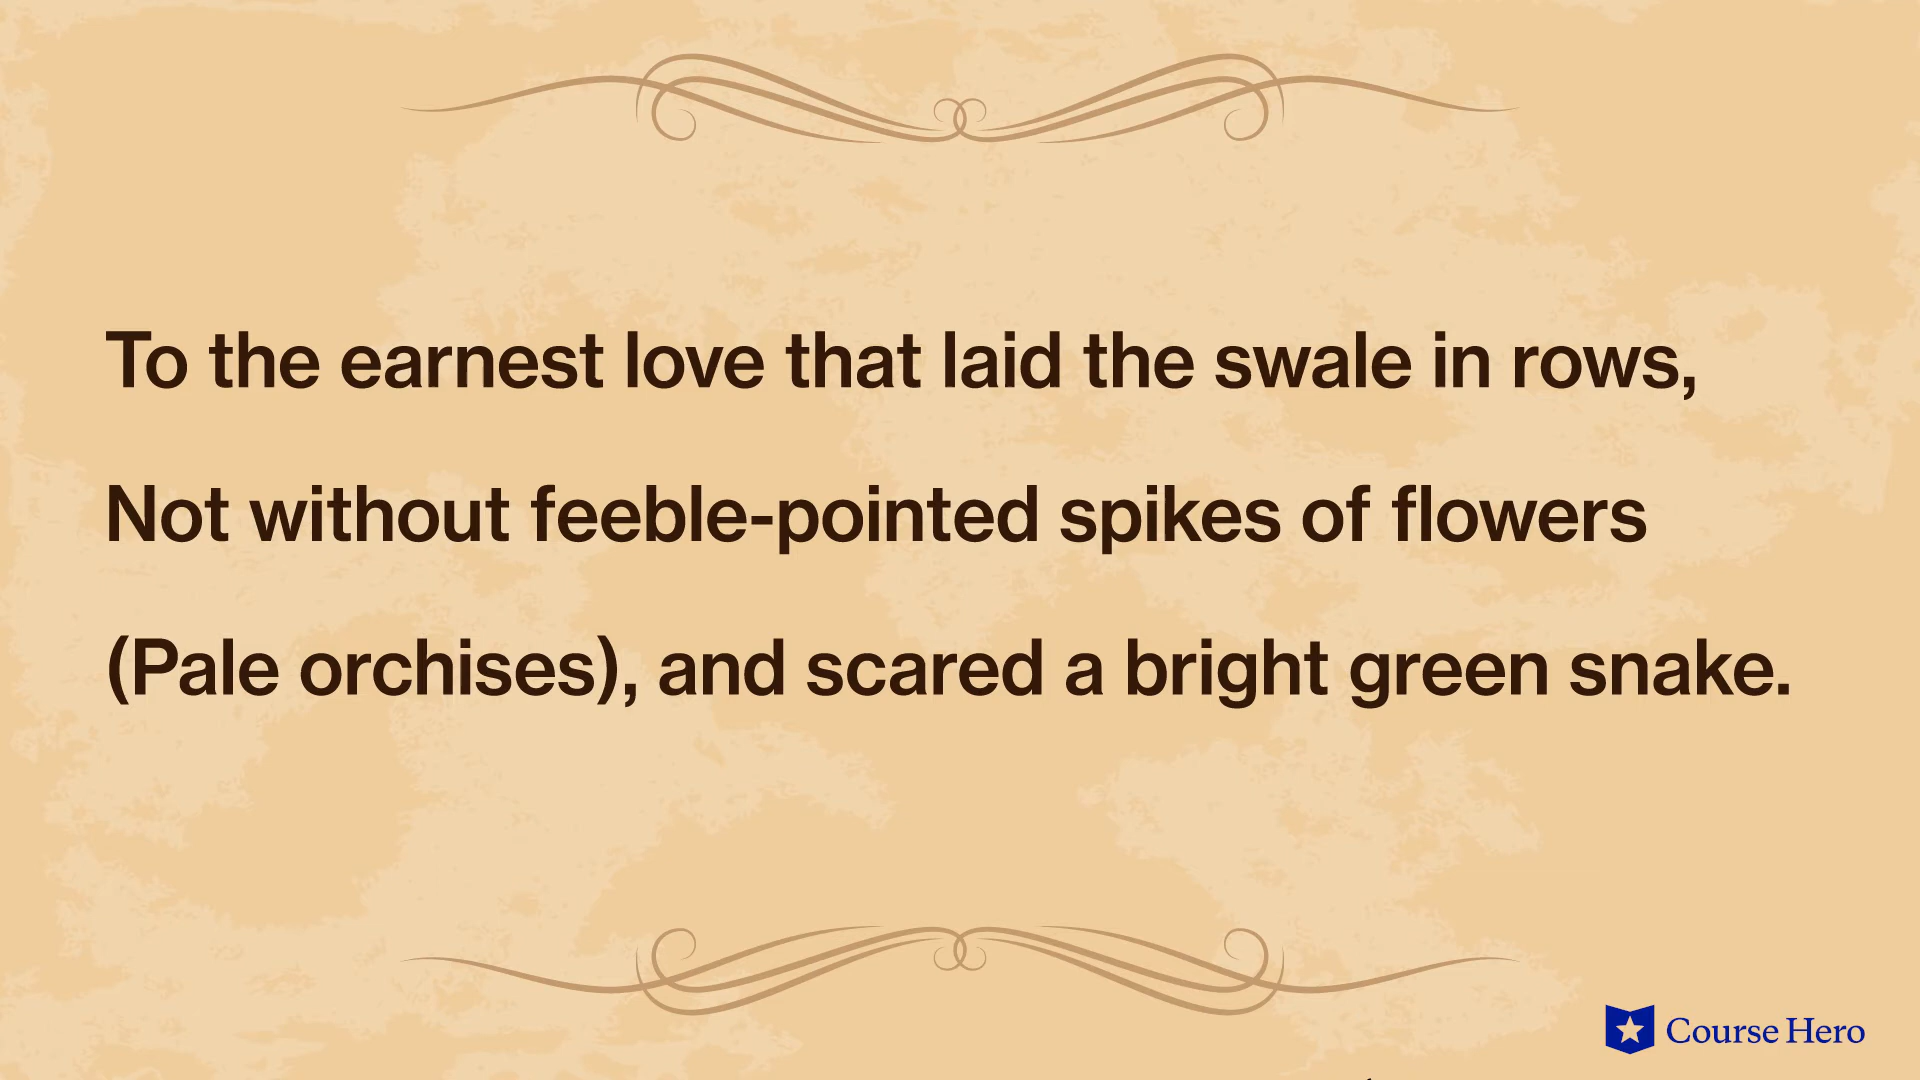 To the earnest love that laid the swale in rows,
Not without feeble-pointed spikes of flowers
(Pale orchises), and scared a bright green snake.
Course Hero